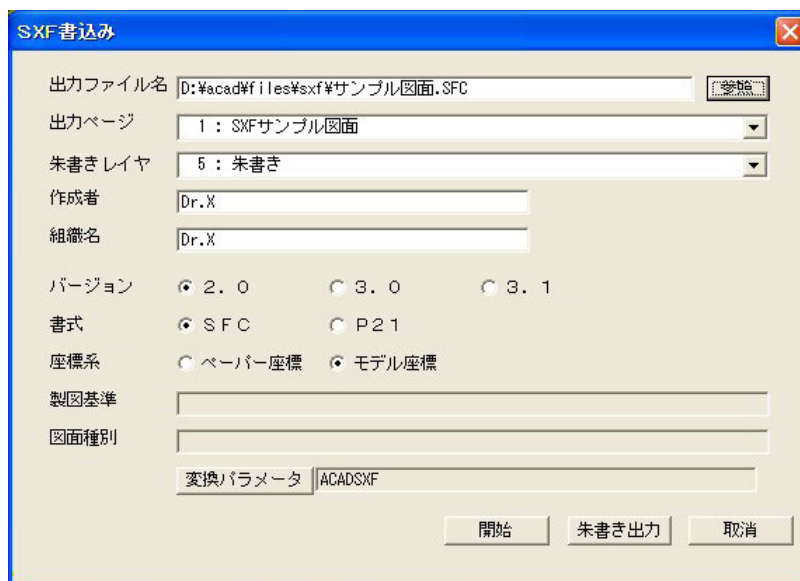 SXF書込み
出力ファイル名 D:¥acad¥files¥sxf¥サンプル図面.SFC 参照
出力ページ 1 : SXFサンプル図面
朱書きレイヤ 5 : 朱書き
作成者 Dr.X
組織名 Dr.X
バージョン 2.0 3.0 3.1
書式 SFC P21
座標系 ペーパー座標 モデル座標
製図基準
図面種別
変換パラメータ ACADSXF
開始 朱書き出力 取消